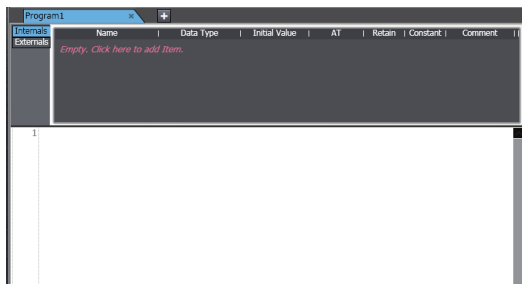 Program1 × +
Internals Name Data Type Initial Value AT Retain Constant Comment
Externals
Empty. Click here to add Item.
1